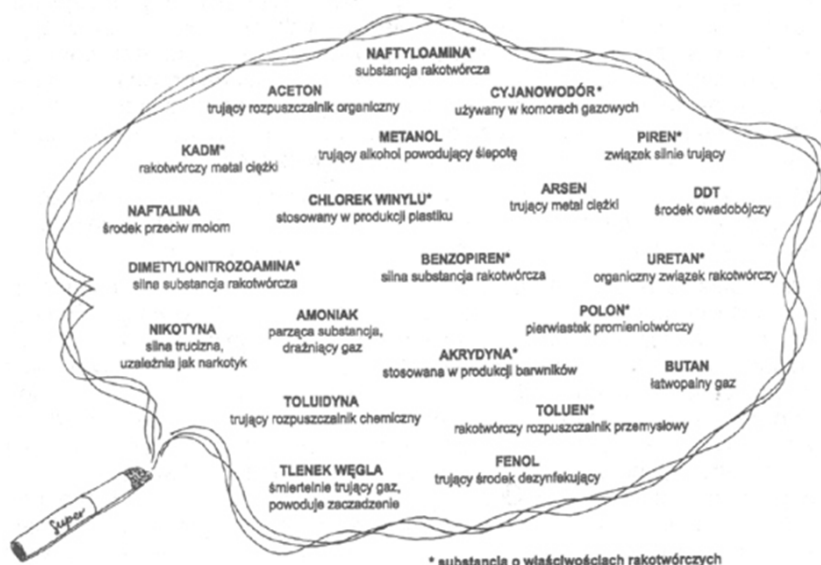 NAFTYLOAMINA*
substancja rakotwórcza
ACETON
trujący rozpuszczalnik organiczny
CYJANOWODÓR*
używany w komorach gazowych
KADM*
rakotwórczy metal ciężki
METANOL
trujący alkohol powodujący ślepotę
PIREN*
związek silnie trujący
NAFTALINA
środek przeciw molom
CHLOREK WINYLU*
stosowany w produkcji plastiku
ARSEN
trujący metal ciężki
DDT
środek owadobójczy
DIMETYLONITROZOAMINA*
silna substancja rakotwórcza
BENZOPIREN*
silna substancja rakotwórcza
URETAN*
organiczny związek rakotwórczy
NIKOTYNA
silna trucizna,
uzależnia jak narkotyk
AMONIAK
parząca substancja,
drażniący gaz
POLON*
pierwiastek promieniotwórczy
AKRYDYNA*
stosowana w produkcji barwników
BUTAN
łatwopalny gaz
TOLUIDYNA
trujący rozpuszczalnik chemiczny
TOLUEN*
rakotwórczy rozpuszczalnik przemysłowy
TLENEK WĘGLA
śmiertelnie trujący gaz,
powoduje zaczadzenie
FENOL
trujący środek dezynfekujący
Super
* substancja o właściwościach rakotwórczych